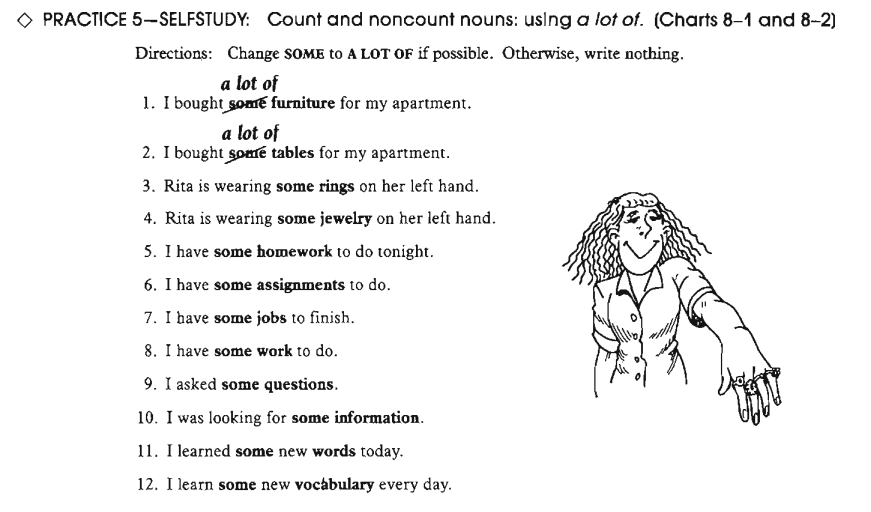 ◇ PRACTICE 5—SELFSTUDY: Count and noncount nouns: using a lot of. (Charts 8–1 and 8–2)
Directions: Change SOME to A LOT OF if possible. Otherwise, write nothing.
a lot of
1. I bought some furniture for my apartment.
a lot of
2. I bought some tables for my apartment.
3. Rita is wearing some rings on her left hand.
4. Rita is wearing some jewelry on her left hand.
5. I have some homework to do tonight.
6. I have some assignments to do.
7. I have some jobs to finish.
8. I have some work to do.
9. I asked some questions.
10. I was looking for some information.
11. I learned some new words today.
12. I learn some new vocabulary every day.